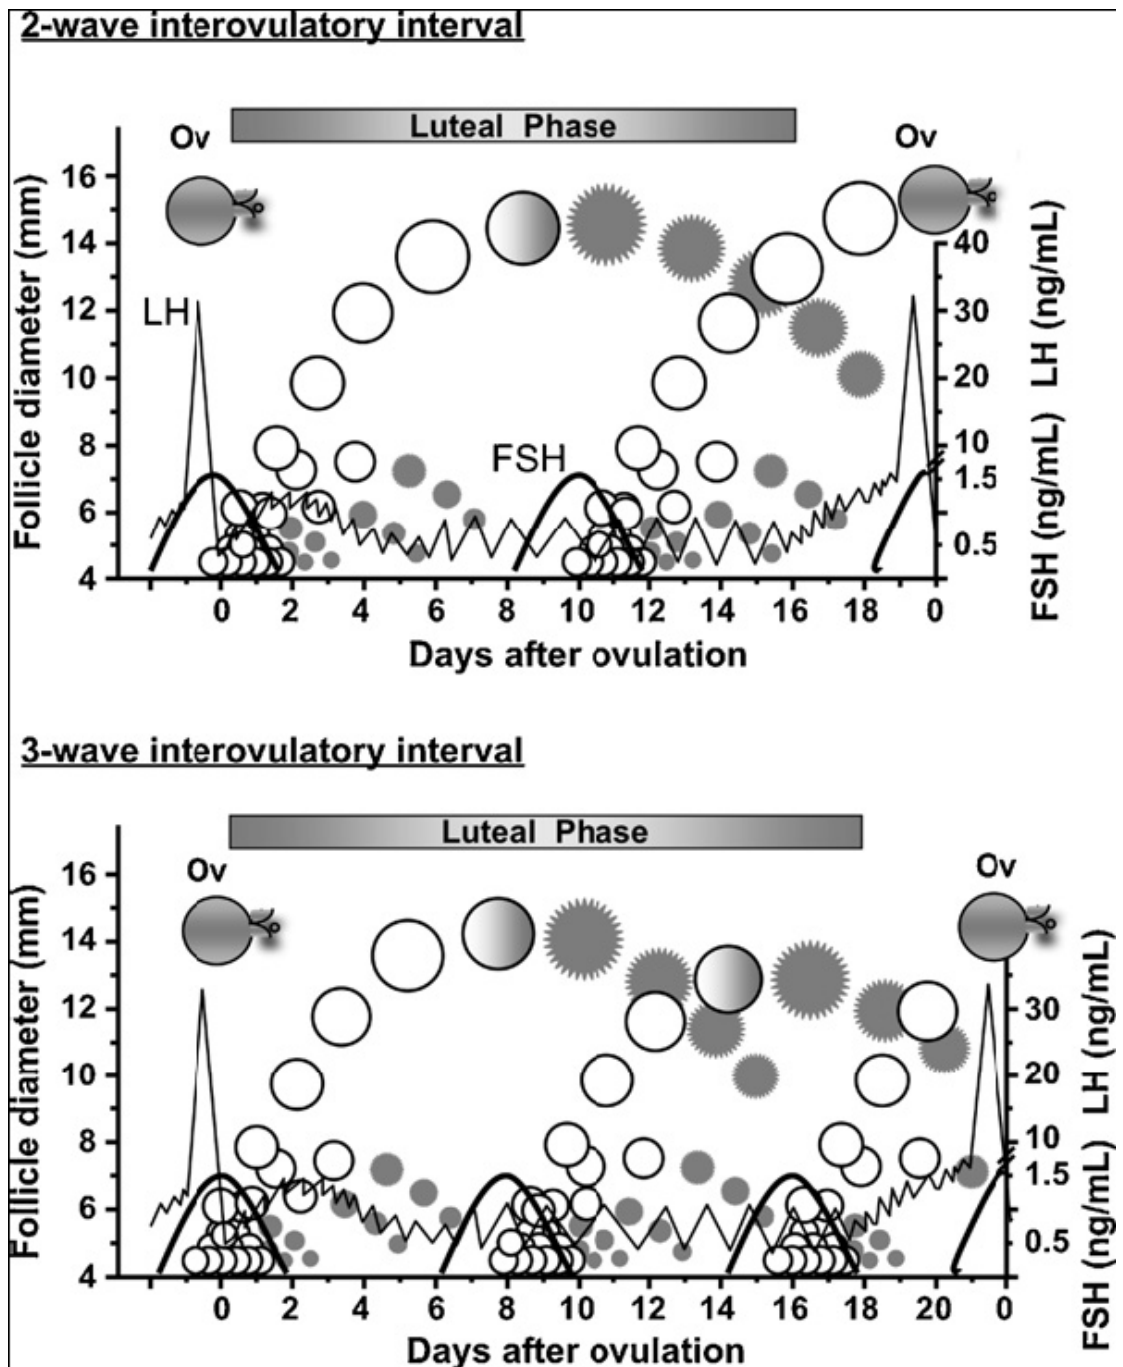 2-wave interovulatory interval
Luteal Phase
Ov
Ov
Follicle diameter (mm)
16
14
12
10
8
6
4
LH
FSH
40
30
20
10
1.5
0.5
LH (ng/mL)
FSH (ng/mL)
0 2 4 6 8 10 12 14 16 18 0
Days after ovulation
3-wave interovulatory interval
Luteal Phase
Ov
Ov
Follicle diameter (mm)
16
14
12
10
8
6
4
30
20
10
1.5
0.5
LH (ng/mL)
FSH (ng/mL)
0 2 4 6 8 10 12 14 16 18 20 0
Days after ovulation